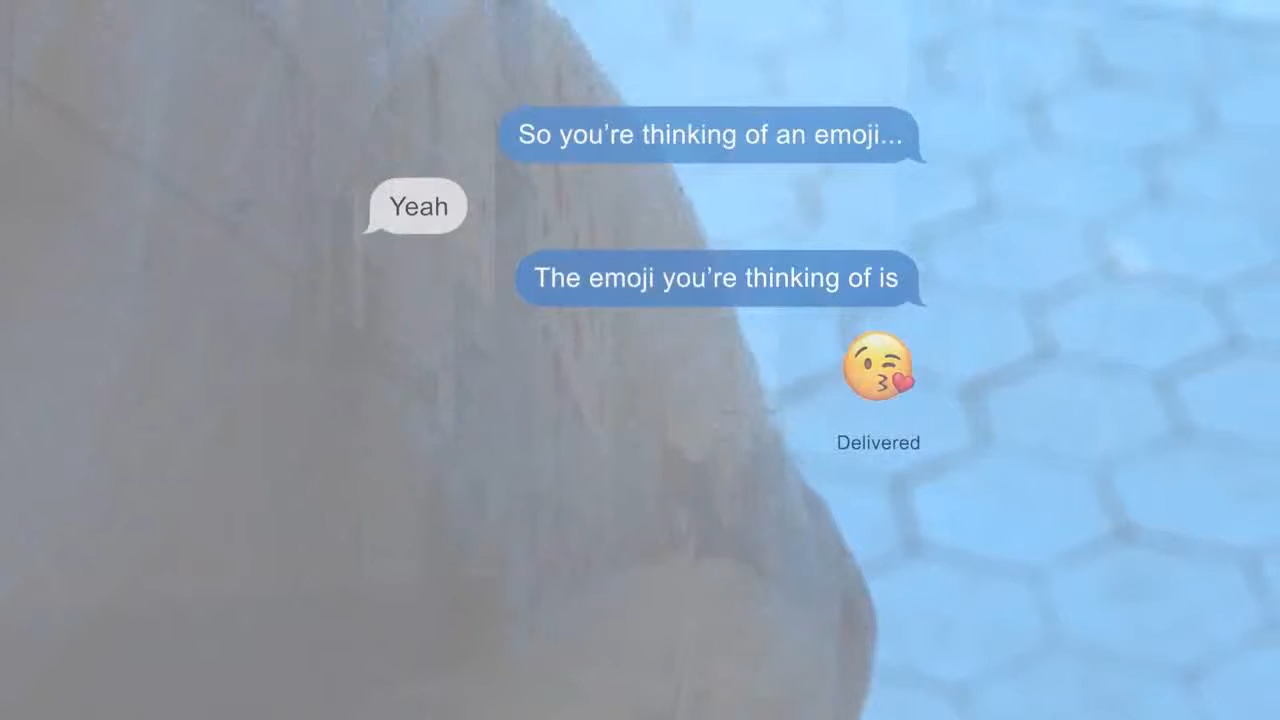 So you’re thinking of an emoji...
Yeah
The emoji you’re thinking of is
😘
Delivered